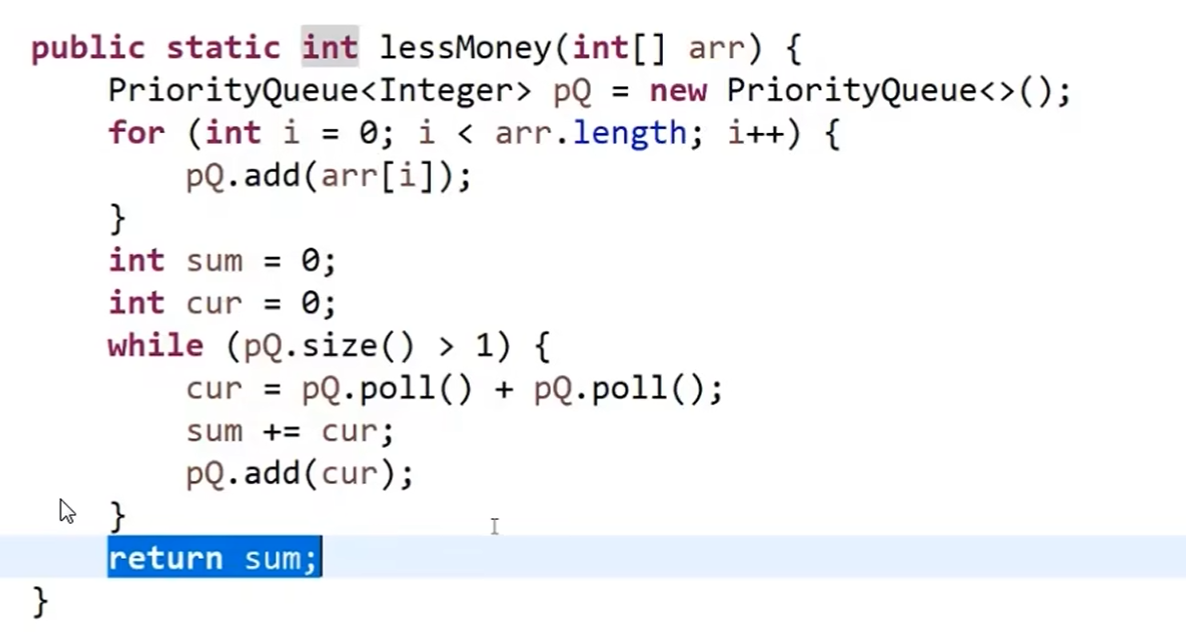 public static int lessMoney(int[] arr) {
PriorityQueue<Integer> pQ = new PriorityQueue<>();
for (int i = 0; i < arr.length; i++) {
pQ.add(arr[i]);
}
int sum = 0;
int cur = 0;
while (pQ.size() > 1) {
cur = pQ.poll() + pQ.poll();
sum += cur;
pQ.add(cur);
}
return sum;
}